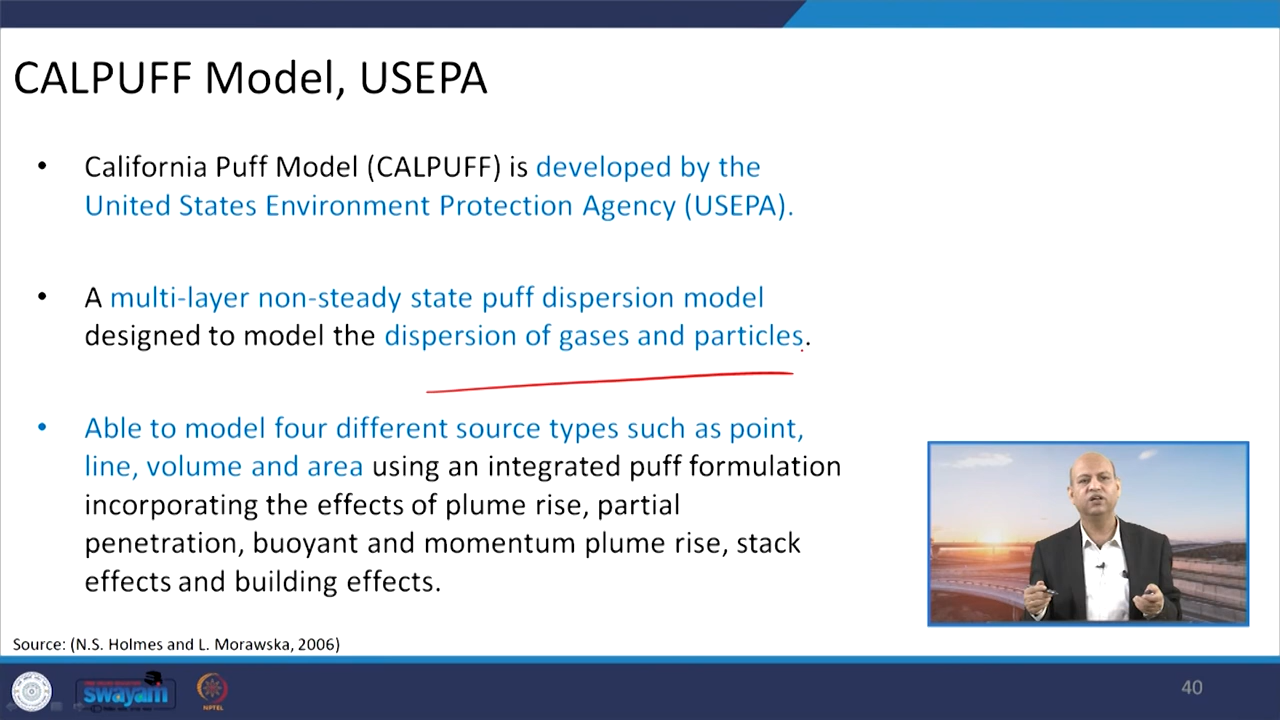 CALPUFF Model, USEPA
• California Puff Model (CALPUFF) is developed by the
United States Environment Protection Agency (USEPA).
• A multi-layer non-steady state puff dispersion model
designed to model the dispersion of gases and particles.
• Able to model four different source types such as point,
line, volume and area using an integrated puff formulation
incorporating the effects of plume rise, partial
penetration, buoyant and momentum plume rise, stack
effects and building effects.
Source: (N.S. Holmes and L. Morawska, 2006)
swayam
NPTEL
40